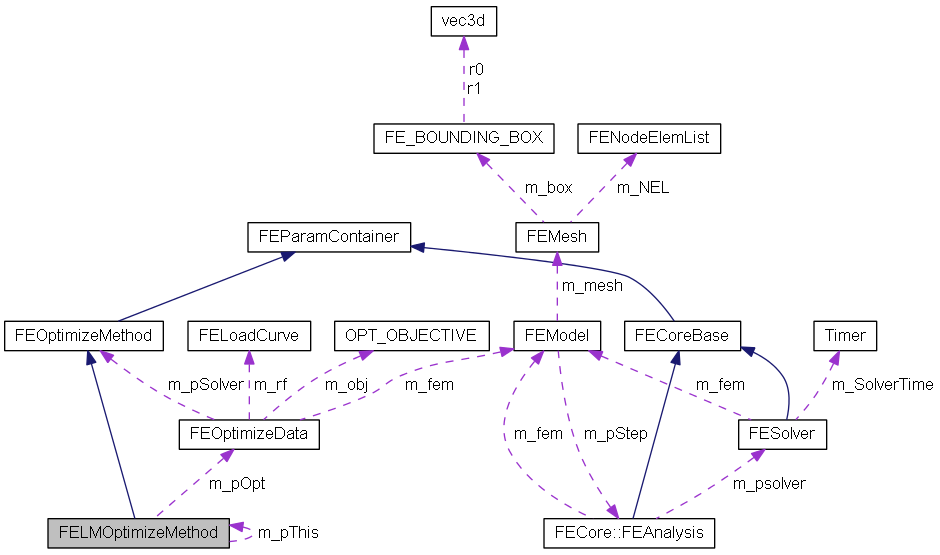 vec3d
r0
r1
FE_BOUNDING_BOX
FENodeElemList
m_box
m_NEL
FEParamContainer
FEMesh
m_mesh
FEOptimizeMethod
FELoadCurve
OPT_OBJECTIVE
FEModel
FECoreBase
Timer
m_pSolver
m_rf
m_obj
m_fem
m_fem
m_SolverTime
FEOptimizeData
m_fem
m_pStep
FESolver
m_pOpt
m_psolver
FELMOptimizeMethod
m_pThis
FECore::FEAnalysis